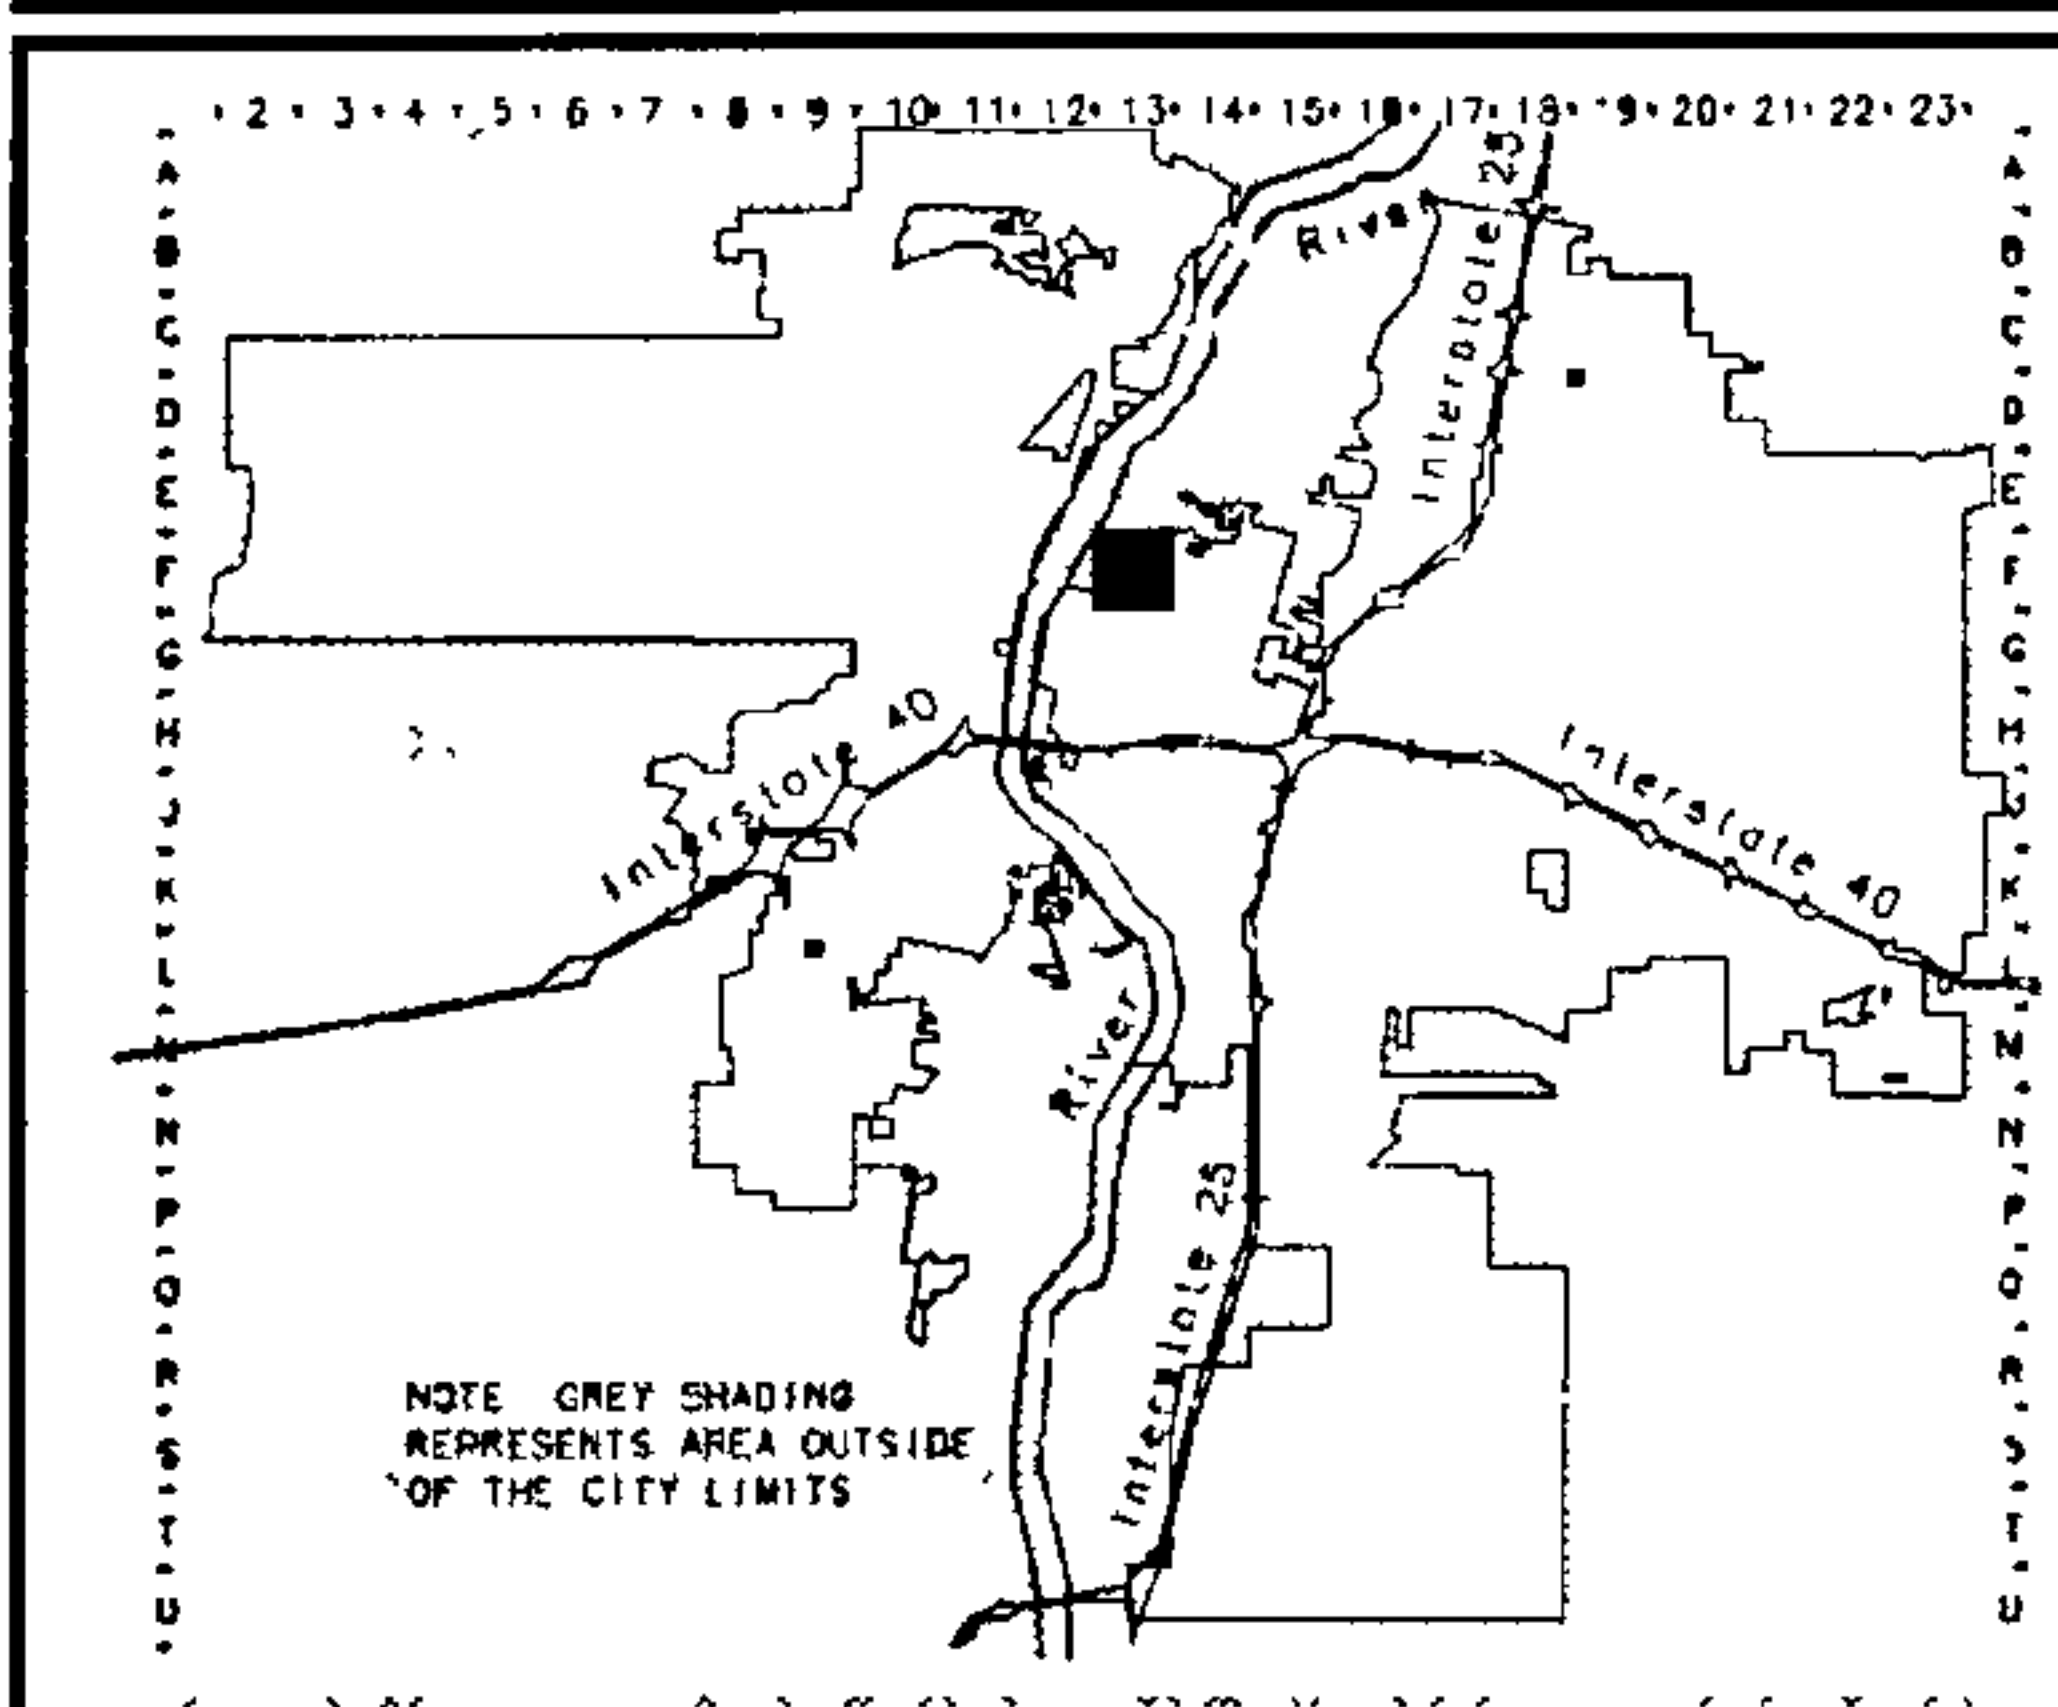 2 3 4 5 6 7 8 9 10 11 12 13 14 15 16 17 18 19 20 21 22 23
A A
B B
C C
D D
E E
F F
G G
H H
J J
K K
L L
M M
N N
P P
Q Q
R R
S S
T T
U U
River
Interstate 25
Interstate 40
Interstate 40
River
Interstate 25
NOTE GREY SHADING
REPRESENTS AREA OUTSIDE
OF THE CITY LIMITS